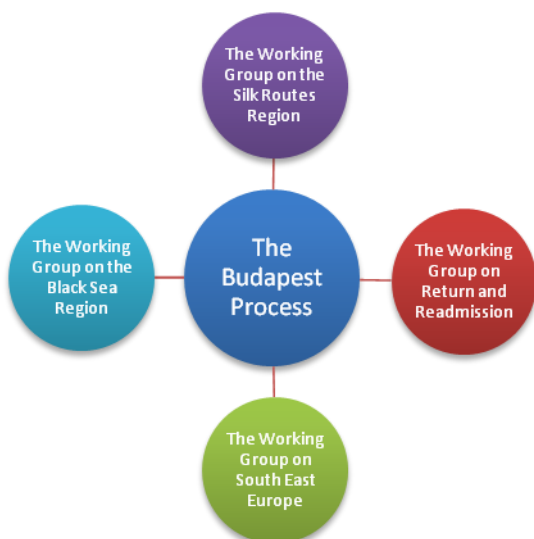 The Working
Group on the
Silk Routes
Region
The Working
Group on the
Black Sea
Region
The
Budapest
Process
The Working
Group on
Return and
Readmission
The Working
Group on
South East
Europe